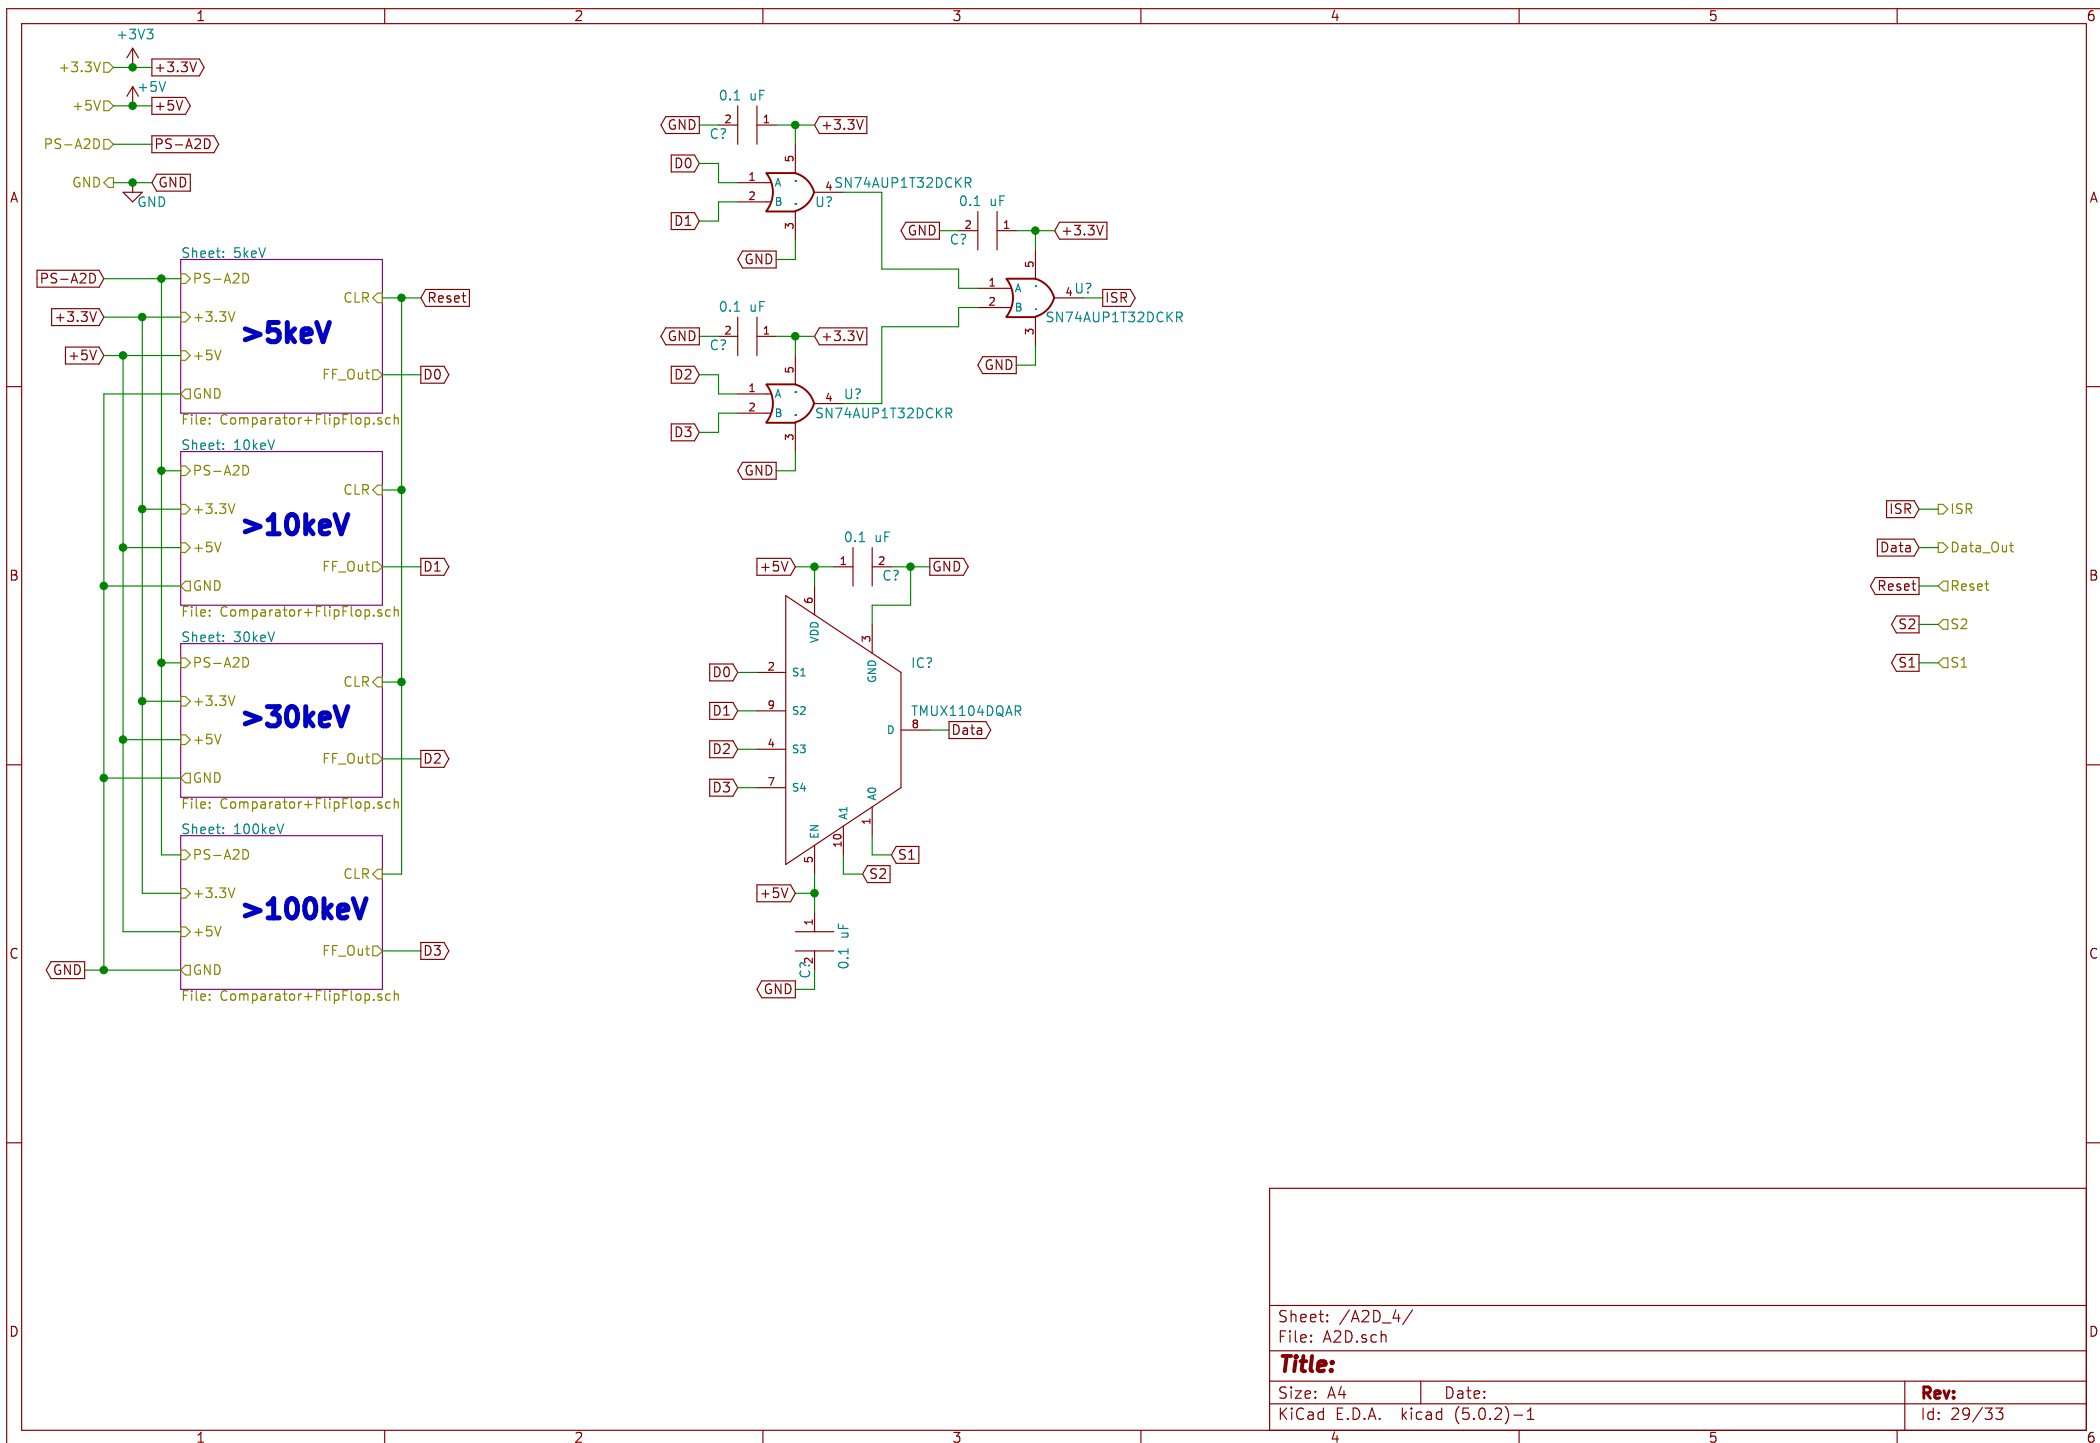 1 2 3 4 5 6
+3V3
+3.3V +3.3V
+5V
+5V +5V
PS-A2D PS-A2D
GND GND
GND
A A
B B
C C
D D
Sheet: 5keV
PS-A2D PS-A2D
CLR Reset
+3.3V +3.3V
>5keV
+5V +5V
FF_Out D0
GND
File: Comparator+FlipFlop.sch
Sheet: 10keV
PS-A2D
CLR
+3.3V
>10keV
+5V
FF_Out D1
GND
File: Comparator+FlipFlop.sch
Sheet: 30keV
PS-A2D
CLR
+3.3V
>30keV
+5V
FF_Out D2
GND
File: Comparator+FlipFlop.sch
Sheet: 100keV
PS-A2D
CLR
+3.3V
>100keV
+5V
FF_Out D3
GND GND
File: Comparator+FlipFlop.sch
0.1 uF
GND 2 1 +3.3V
C?
D0
5
1 A 4 SN74AUP1T32DCKR
2 B U?
D1
3
GND
0.1 uF
GND 2 1 +3.3V
C?
5
1 A 4 U? ISR
2 B SN74AUP1T32DCKR
3
GND
0.1 uF
GND 2 1 +3.3V
C?
D2
5
1 A 4 U?
2 B SN74AUP1T32DCKR
D3
3
GND
0.1 uF
+5V 1 2 GND
C?
6
VDD
3
GND
IC?
D0 2 S1
D1 9 S2
TMUX1104DQAR
D 8 Data
D2 4 S3
D3 7 S4
A0
A1
EN
1
10
5
S1
S2
+5V
1
0.1 uF
2
C?
GND
ISR ISR
Data Data_Out
Reset Reset
S2 S2
S1 S1
Sheet: /A2D_4/
File: A2D.sch
Title:
Size: A4 Date: Rev:
KiCad E.D.A. kicad (5.0.2)-1 Id: 29/33
1 2 3 4 5 6